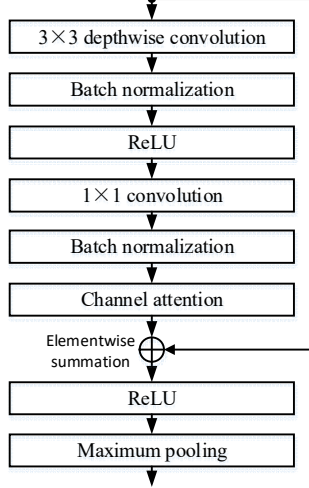 3×3 depthwise convolution
Batch normalization
ReLU
1×1 convolution
Batch normalization
Channel attention
Elementwise
summation
ReLU
Maximum pooling